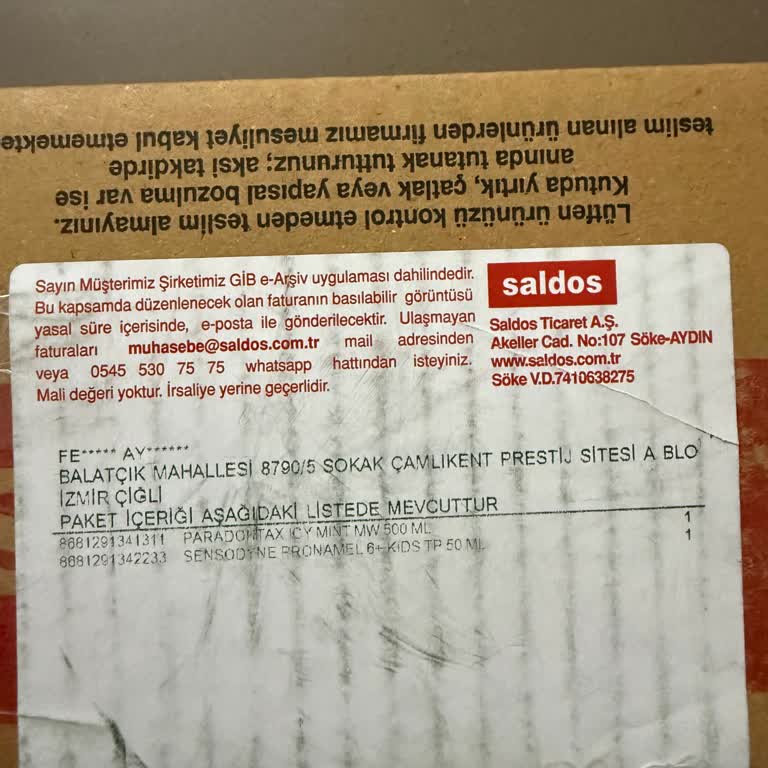 Lütfen ürününüzü kontrol etmeden teslim almayınız.
Kutuda yırtık, çatlak veya yapısal bozulma var ise
anında tutanak tutturunuz; aksi takdirde
teslim alınan ürünlerden firmamız mesuliyet kabul etmemekte
Sayın Müşterimiz Şirketimiz GİB e-Arşiv uygulaması dahilindedir.
Bu kapsamda düzenlenecek olan faturanın basılabilir görüntüsü
yasal süre içerisinde, e-posta ile gönderilecektir. Ulaşmayan
faturaları muhasebe@saldos.com.tr mail adresinden
veya 0545 530 75 75 whatsapp hattından isteyiniz.
Mali değeri yoktur. İrsaliye yerine geçerlidir.
saldos
Saldos Ticaret A.Ş.
Akeller Cad. No:107 Söke-AYDIN
www.saldos.com.tr
Söke V.D.7410638275
FE***** AY******
BALATÇIK MAHALLESİ 8790/5 SOKAK ÇAMLIKENT PRESTİJ SİTESİ A BLO
İZMİR ÇİĞLİ
PAKET İÇERİĞİ AŞAĞIDAKİ LİSTEDE MEVCUTTUR
8681291341311 PARADONTAX ICY MINT MW 500 ML 1
8681291342233 SENSODYNE PRONAMEL 6+ KIDS TP 50 ML 1